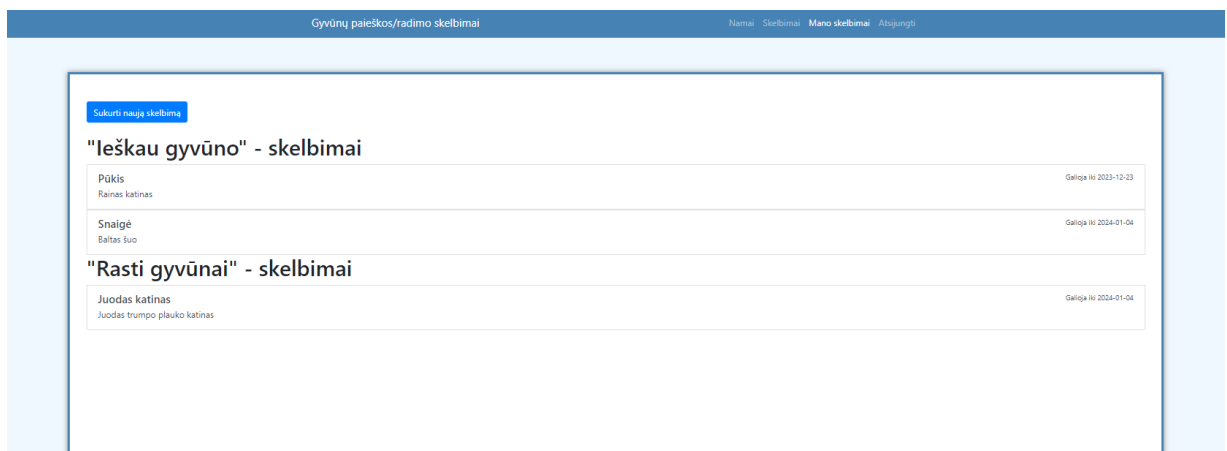 Gyvūnų paieškos/radimo skelbimai
Namai Skelbimai Mano skelbimai Atsijungti
Sukurti naują skelbimą
"Ieškau gyvūno" - skelbimai
Pūkis
Galioja iki 2023-12-23
Rainas katinas
Snaigė
Galioja iki 2024-01-04
Baltas šuo
"Rasti gyvūnai" - skelbimai
Juodas katinas
Galioja iki 2024-01-04
Juodas trumpo plauko katinas